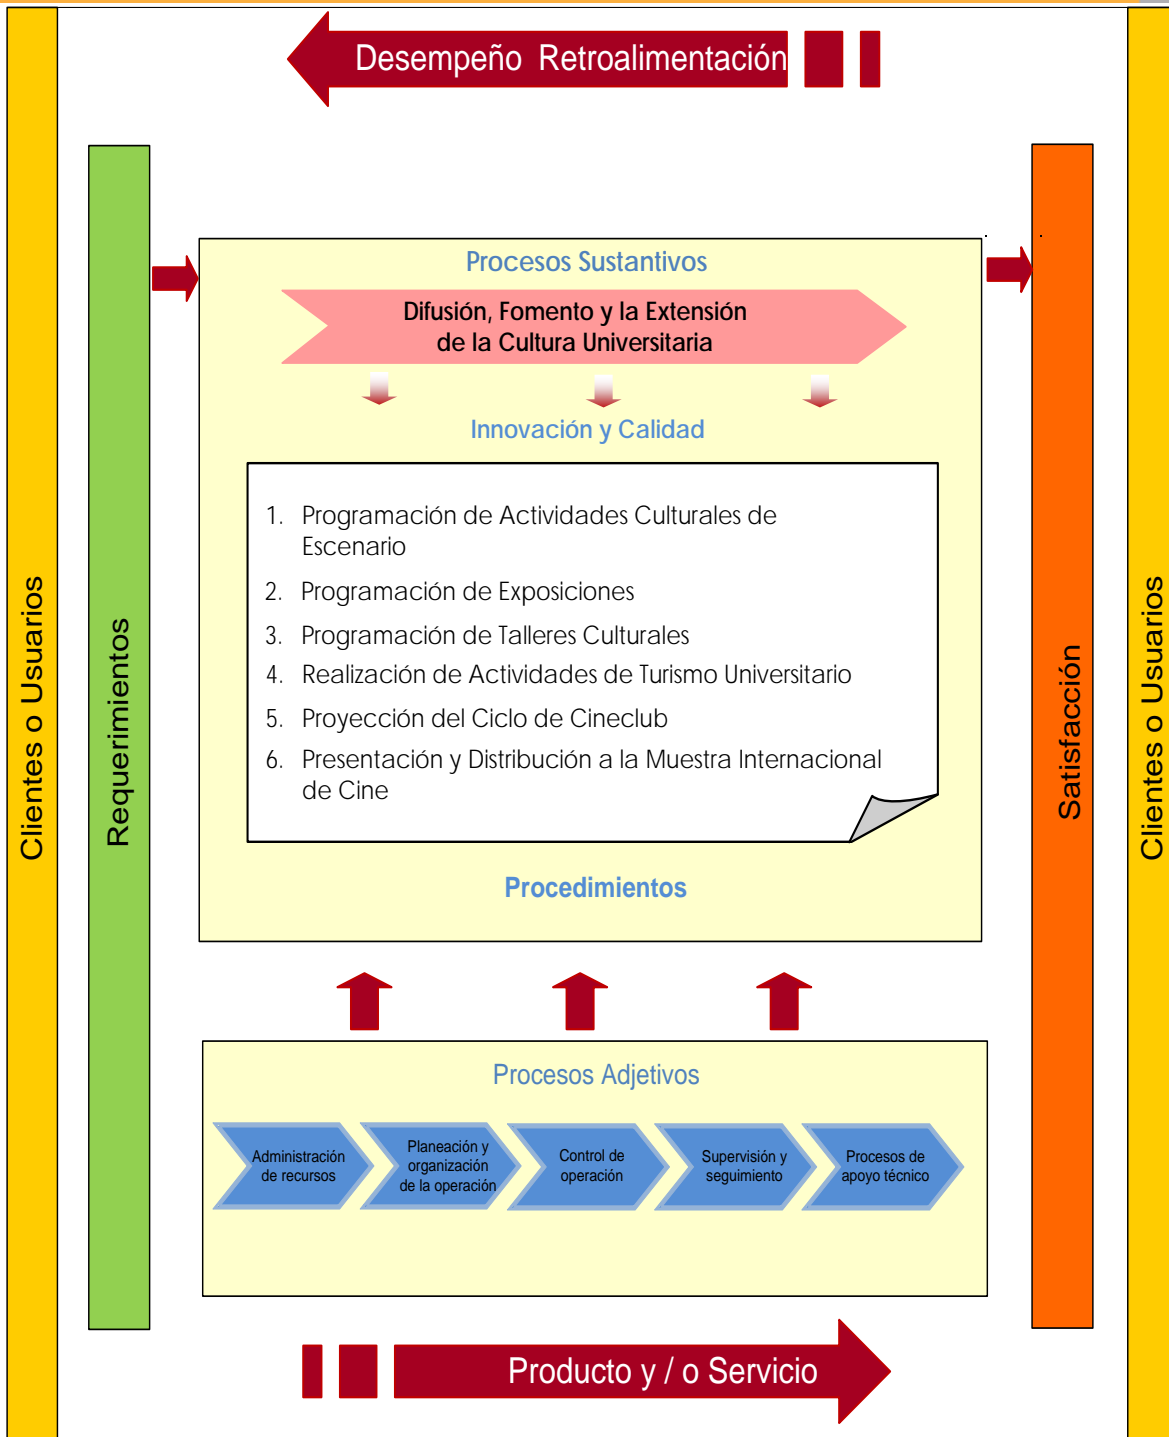 Desempeño Retroalimentación
Clientes o Usuarios
Requerimientos
Procesos Sustantivos
Difusión, Fomento y la Extensión
de la Cultura Universitaria
Innovación y Calidad
1. Programación de Actividades Culturales de
Escenario
2. Programación de Exposiciones
3. Programación de Talleres Culturales
4. Realización de Actividades de Turismo Universitario
5. Proyección del Ciclo de Cineclub
6. Presentación y Distribución a la Muestra Internacional
de Cine
Procedimientos
Procesos Adjetivos
Administración
de recursos
Planeación y
organización
de la operación
Control de
operación
Supervisión y
seguimiento
Procesos de
apoyo técnico
Satisfacción
Clientes o Usuarios
Producto y / o Servicio